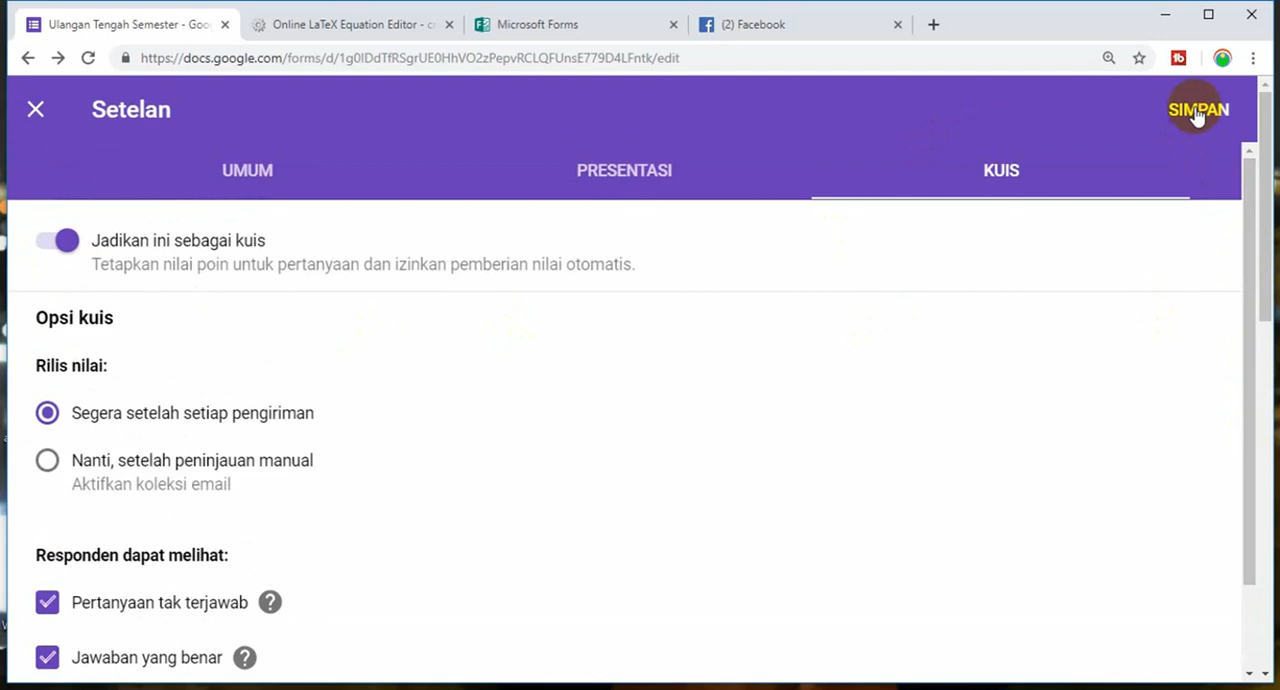 Ulangan Tengah Semester - Goo
Online LaTeX Equation Editor - c
Microsoft Forms
(2) Facebook
https://docs.google.com/forms/d/1g0IDdTfRSgrUE0HhVO2zPepvRCLQFUnsE779D4LFntk/edit
Setelan
SIMPAN
UMUM
PRESENTASI
KUIS
Jadikan ini sebagai kuis
Tetapkan nilai poin untuk pertanyaan dan izinkan pemberian nilai otomatis.
Opsi kuis
Rilis nilai:
Segera setelah setiap pengiriman
Nanti, setelah peninjauan manual
Aktifkan koleksi email
Responden dapat melihat:
Pertanyaan tak terjawab ?
Jawaban yang benar ?